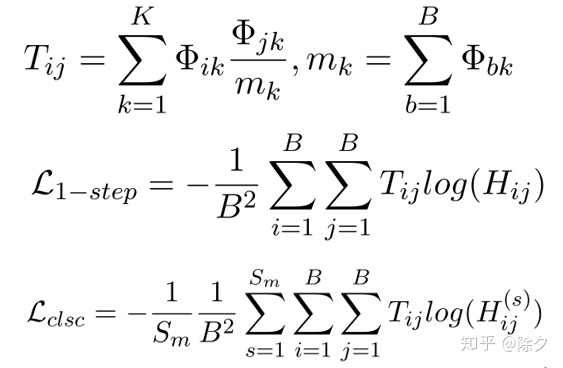 T_{ij} = \sum_{k=1}^{K} \Phi_{ik} \frac{\Phi_{jk}}{m_k}, m_k = \sum_{b=1}^{B} \Phi_{bk}
\mathcal{L}_{1-step} = -\frac{1}{B^2} \sum_{i=1}^{B} \sum_{j=1}^{B} T_{ij} log(H_{ij})
\mathcal{L}_{clsc} = -\frac{1}{S_m} \frac{1}{B^2} \sum_{s=1}^{S_m} \sum_{i=1}^{B} \sum_{j=1}^{B} T_{ij} log(H_{ij}^{(s)})
知乎 @除夕